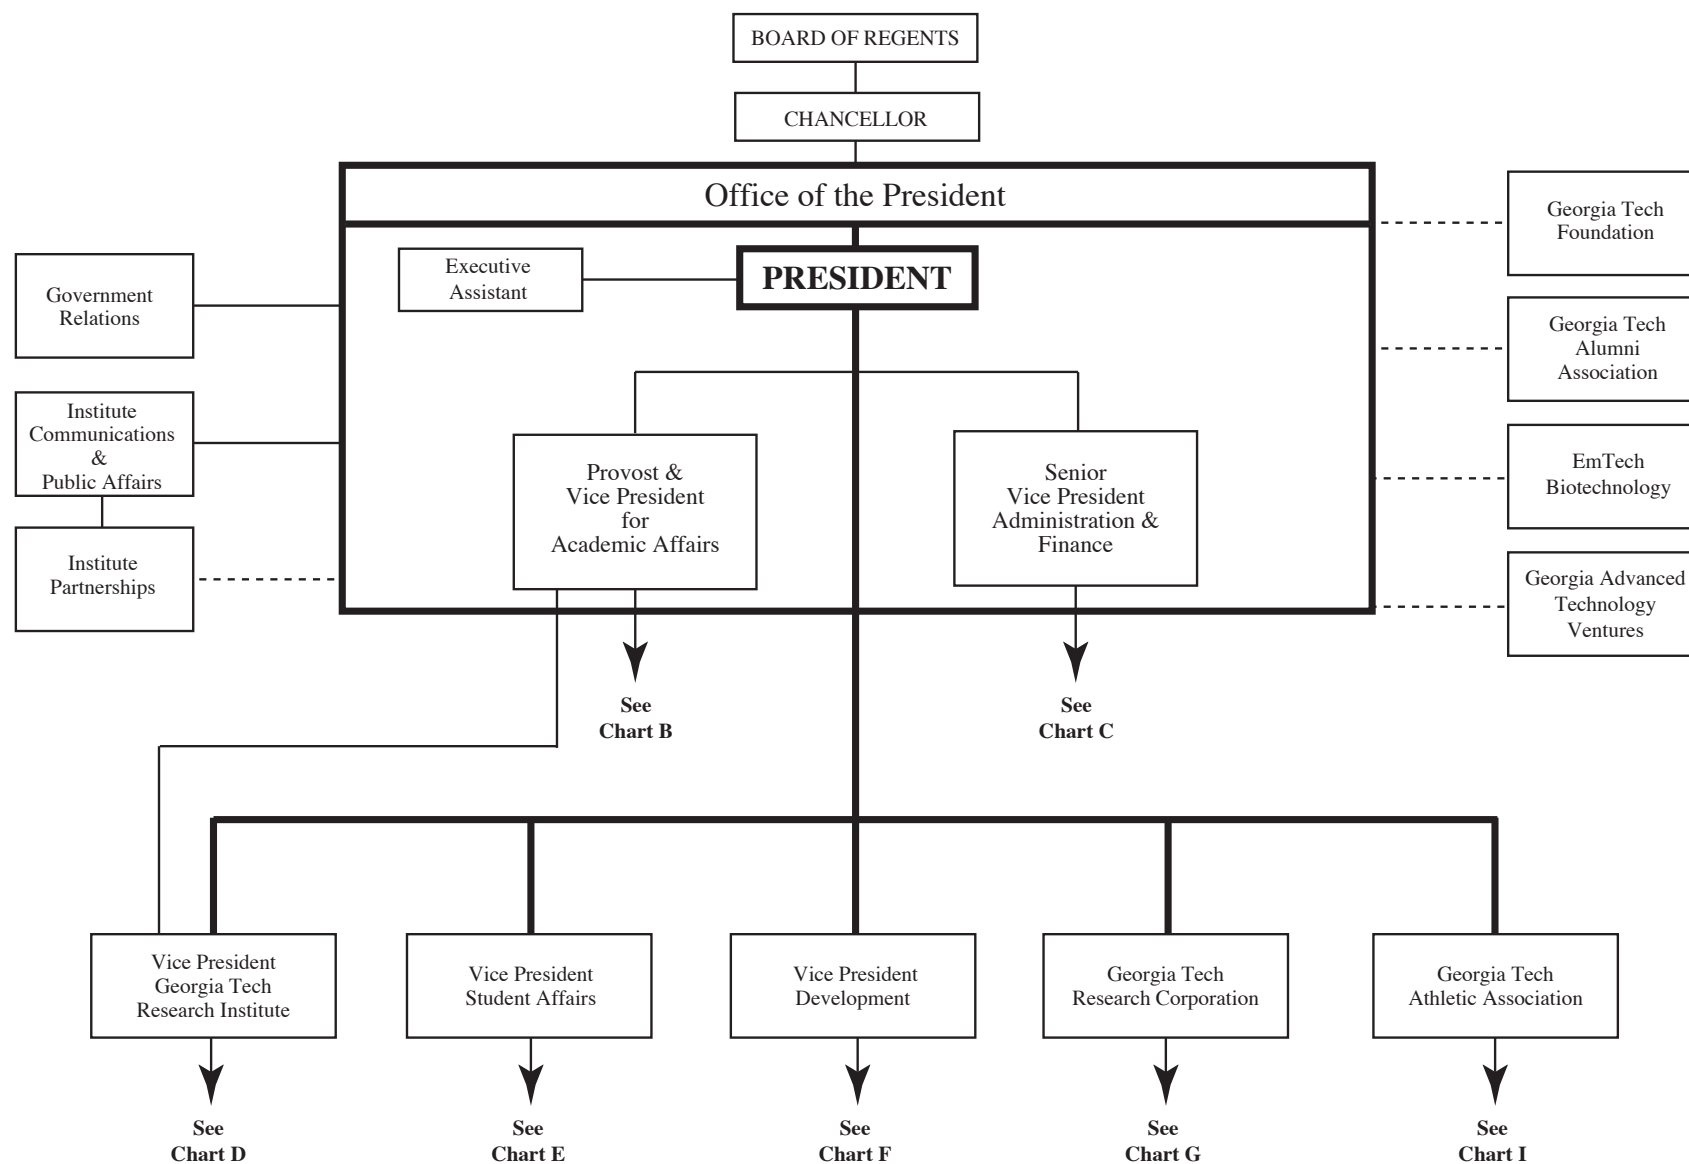 BOARD OF REGENTS
CHANCELLOR
Office of the President
PRESIDENT
Executive
Assistant
Government
Relations
Institute
Communications
&
Public Affairs
Institute
Partnerships
Georgia Tech
Foundation
Georgia Tech
Alumni
Association
EmTech
Biotechnology
Georgia Advanced
Technology
Ventures
Provost &
Vice President
for
Academic Affairs
Senior
Vice President
Administration &
Finance
See
Chart B
See
Chart C
Vice President
Georgia Tech
Research Institute
Vice President
Student Affairs
Vice President
Development
Georgia Tech
Research Corporation
Georgia Tech
Athletic Association
See
Chart D
See
Chart E
See
Chart F
See
Chart G
See
Chart I